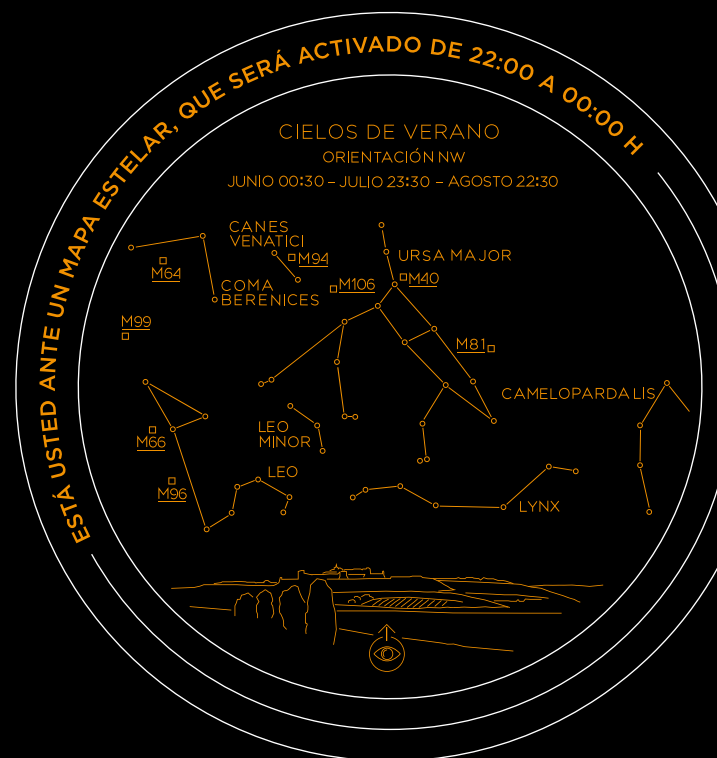 ESTÁ USTED ANTE UN MAPA ESTELAR, QUE SERÁ ACTIVADO DE 22:00 A 00:00 H
CIELOS DE VERANO
ORIENTACIÓN NW
JUNIO 00:30 – JULIO 23:30 – AGOSTO 22:30
CANES
VENATICI
M94
URSA MAJOR
M64
M40
COMA
BERENICES
M106
M99
M81
CAMELOPARDALIS
LEO
MINOR
M66
LEO
M96
LYNX